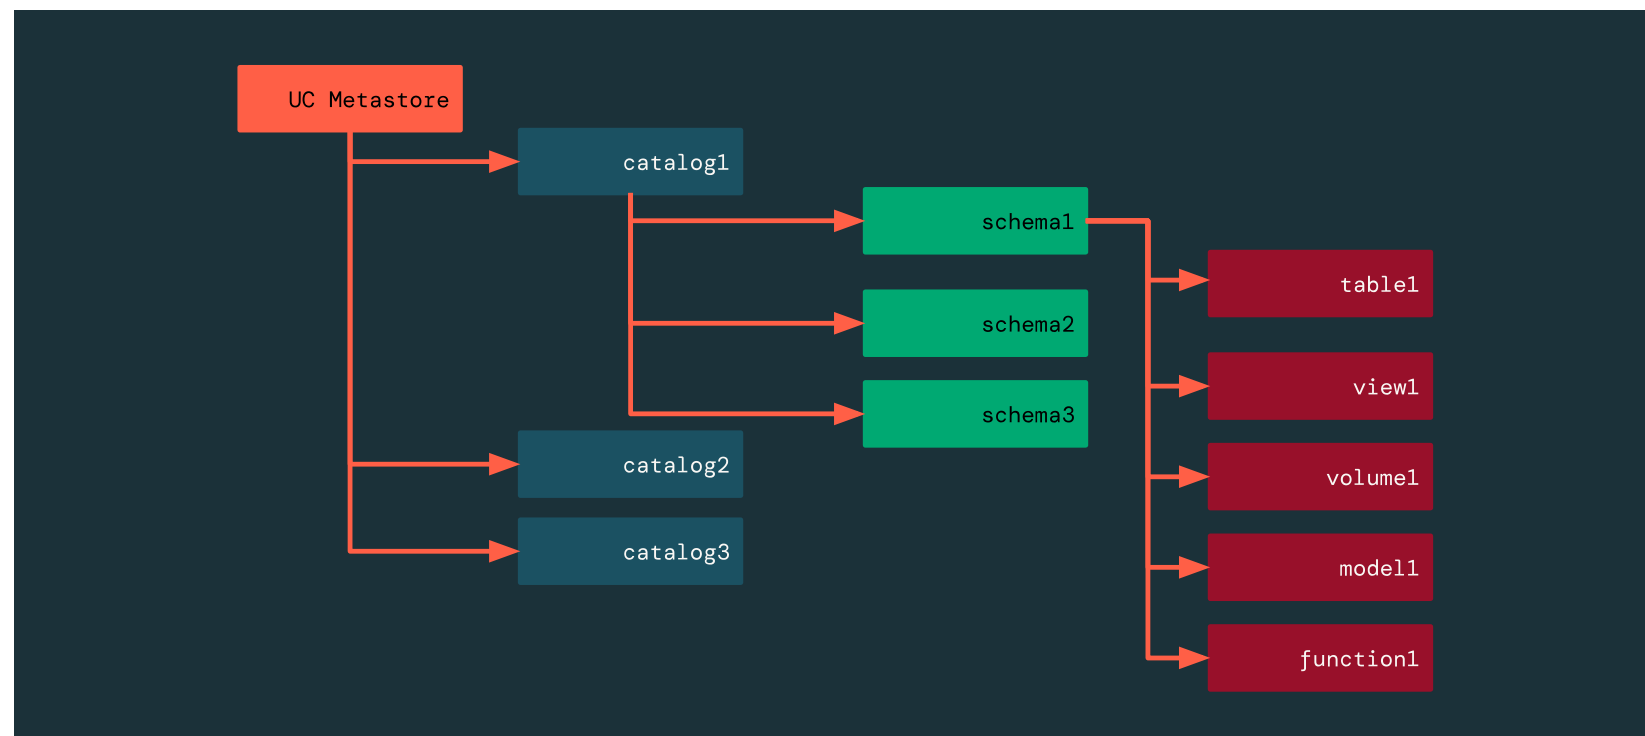 UC Metastore
catalog1
schema1
table1
schema2
view1
schema3
catalog2
volume1
catalog3
model1
function1